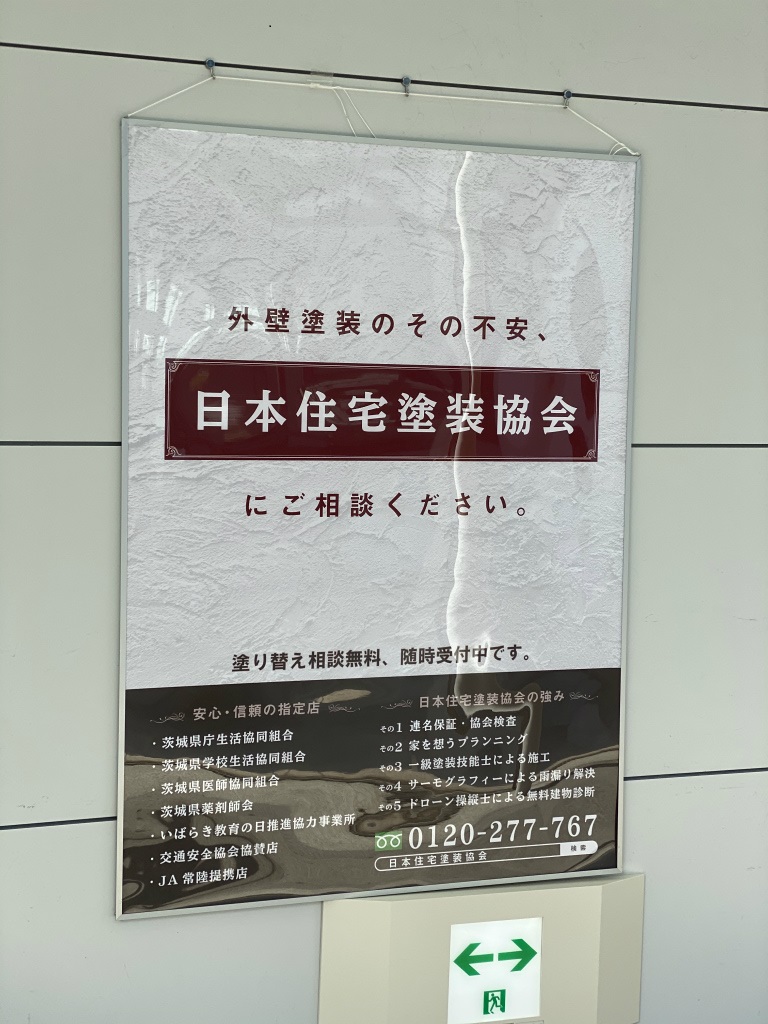 外壁塗装のその不安、
日本住宅塗装協会
にご相談ください。
塗り替え相談無料、随時受付中です。
安心・信頼の指定店
・茨城県庁生活協同組合
・茨城県学校生活協同組合
・茨城県医師協同組合
・茨城県薬剤師会
・いばらき教育の日推進協力事業所
・交通安全協会協賛店
・JA 常陸提携店
日本住宅塗装協会の強み
その1 連名保証・協会検査
その2 家を想うプランニング
その3 一級塗装技能士による施工
その4 サーモグラフィーによる雨漏り解決
その5 ドローン操縦士による無料建物診断
0120-277-767
日本住宅塗装協会 検索